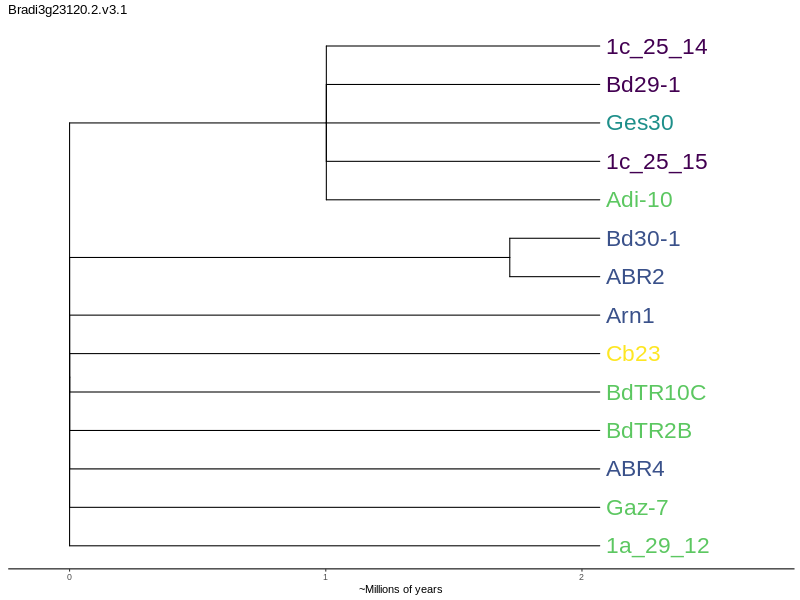 Bradi3g23120.2.v3.1
1c_25_14
Bd29-1
Ges30
1c_25_15
Adi-10
Bd30-1
ABR2
Arn1
Cb23
BdTR10C
BdTR2B
ABR4
Gaz-7
1a_29_12
0 1 2
~Millions of years